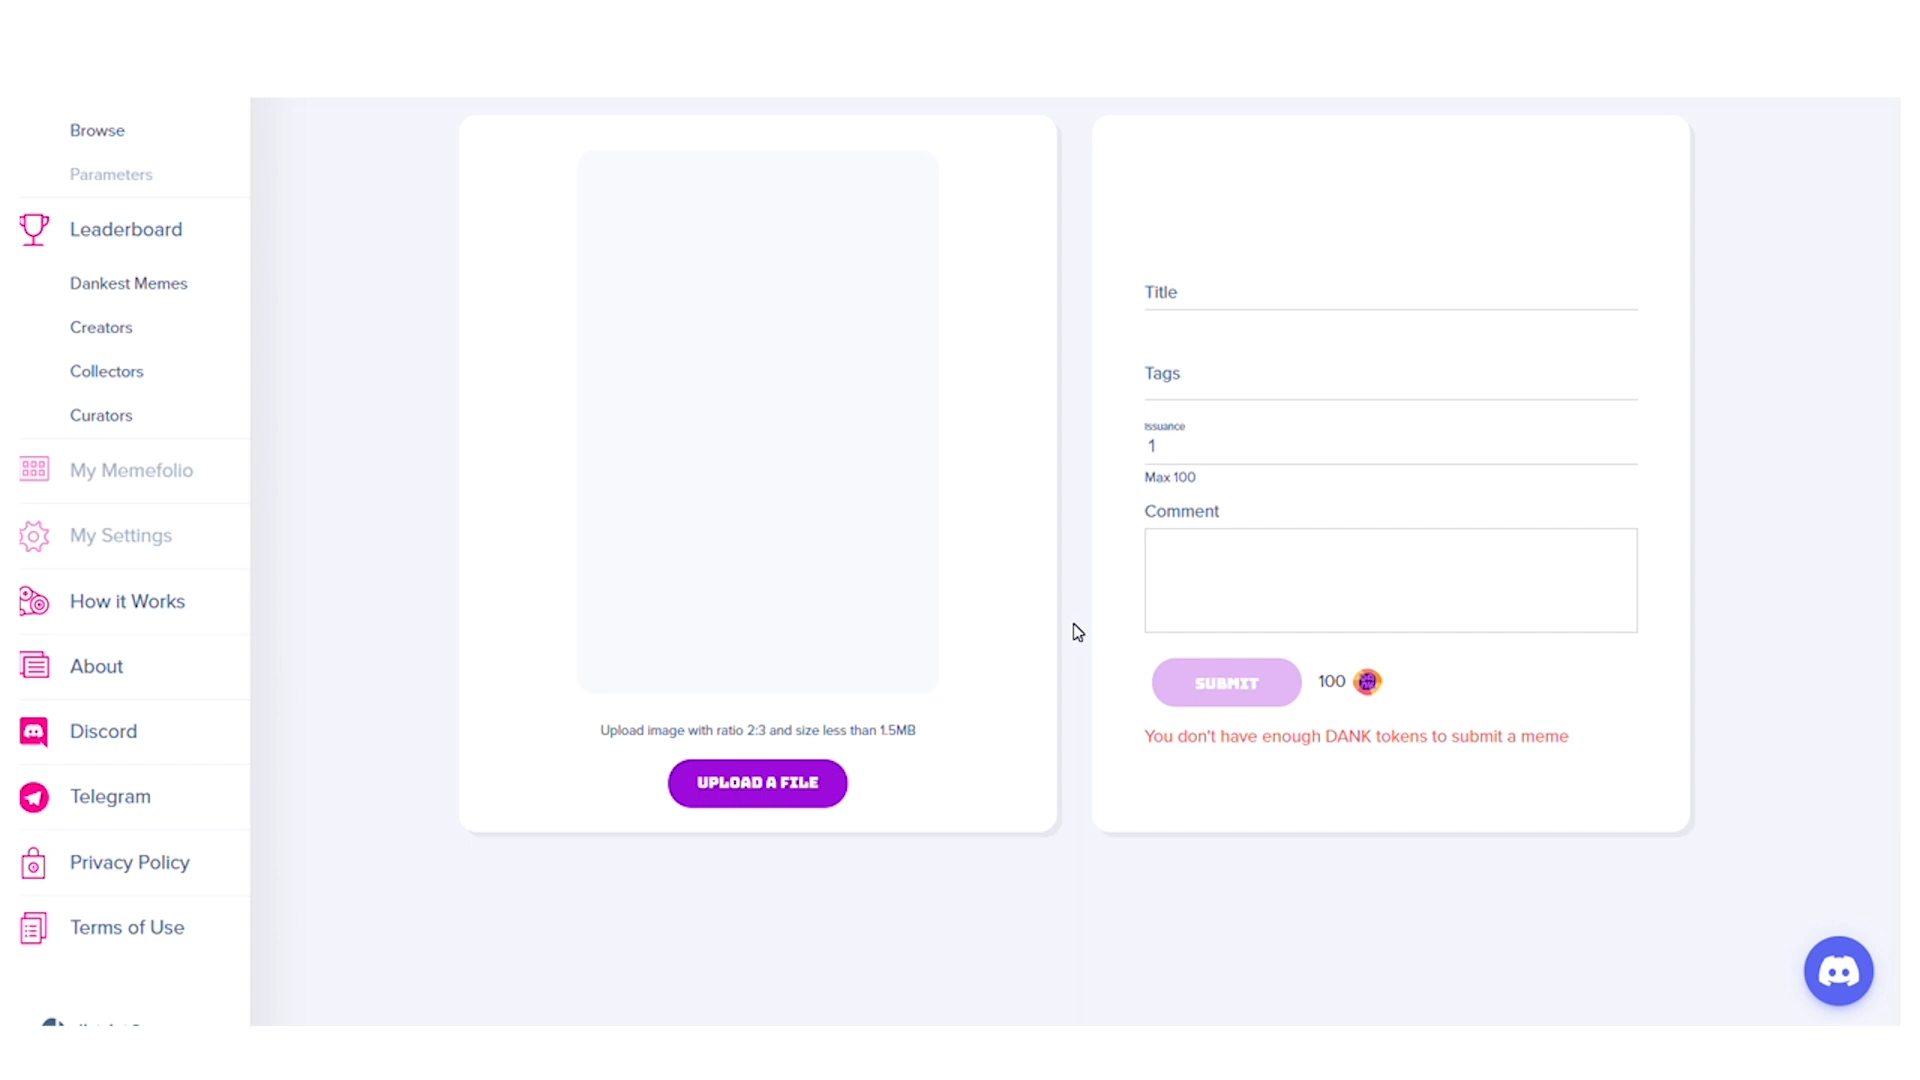 Browse
Parameters
Leaderboard
Dankest Memes
Creators
Collectors
Curators
My Memefolio
My Settings
How it Works
About
Discord
Telegram
Privacy Policy
Terms of Use
Upload image with ratio 2:3 and size less than 1.5MB
UPLOAD A FILE
Title
Tags
Issuance
1
Max 100
Comment
SUBMIT 100
You don't have enough DANK tokens to submit a meme